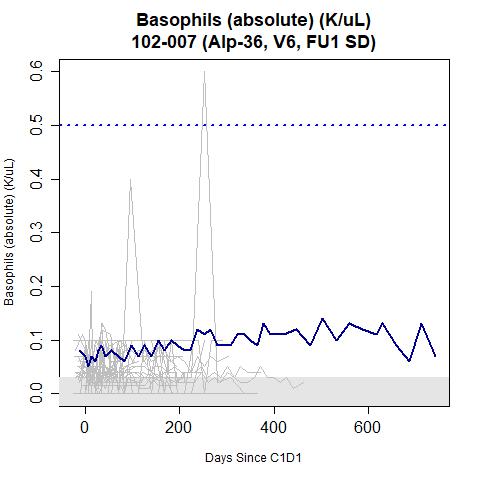 Basophils (absolute) (K/uL)
102-007 (Alp-36, V6, FU1 SD)
Basophils (absolute) (K/uL)
0.6
0.5
0.4
0.3
0.2
0.1
0.0
0 200 400 600
Days Since C1D1